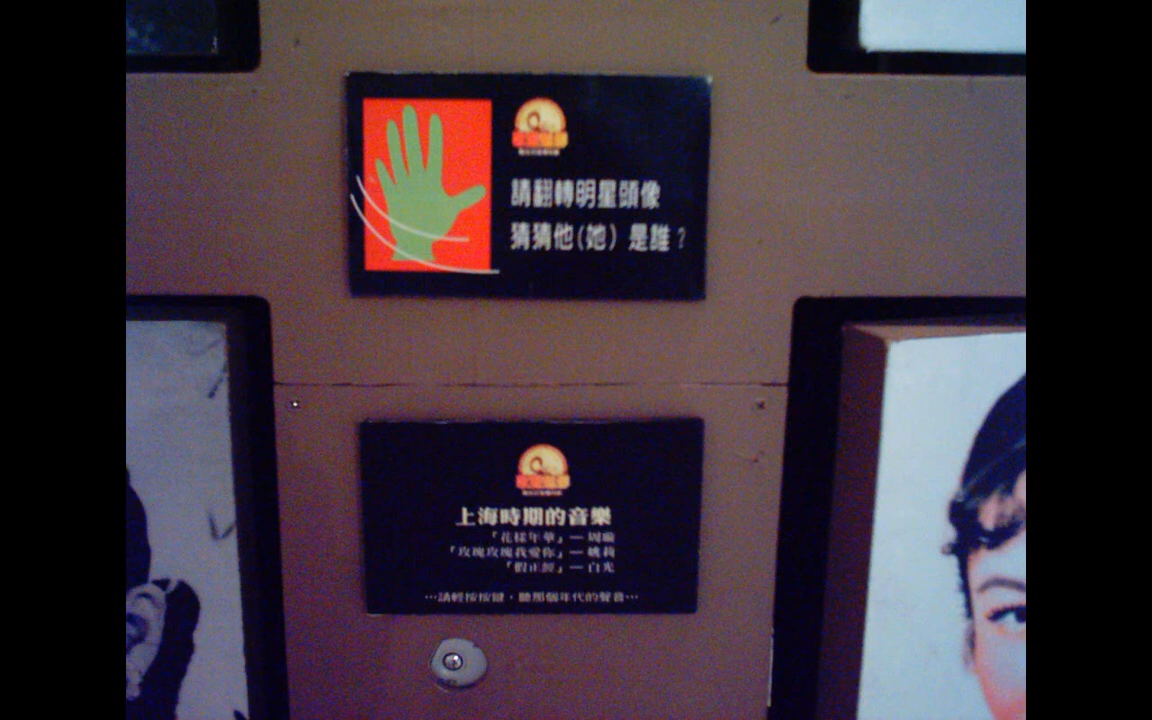 請翻轉明星頭像
猜猜他(她)是誰?
上海時期的音樂
「花樣年華」—周璇
「玫瑰玫瑰我愛你」—姚莉
「假正經」—白光
…請輕按按鍵,聽那個年代的聲音…